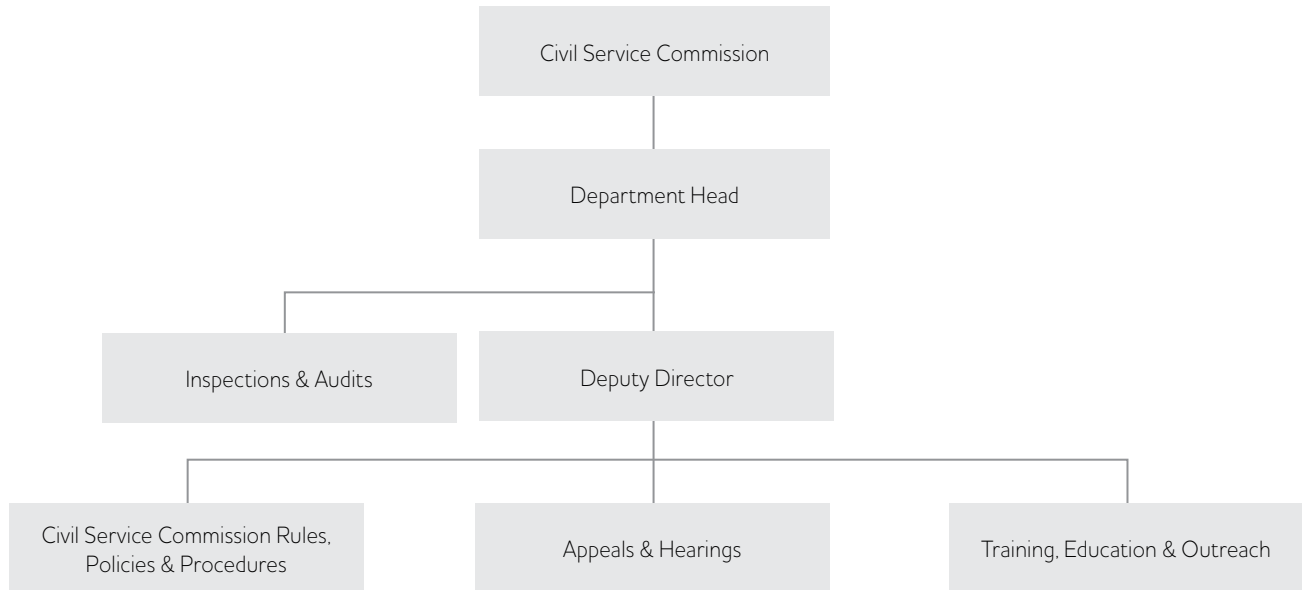 Civil Service Commission
Department Head
Inspections & Audits
Deputy Director
Civil Service Commission Rules,
Policies & Procedures
Appeals & Hearings
Training, Education & Outreach